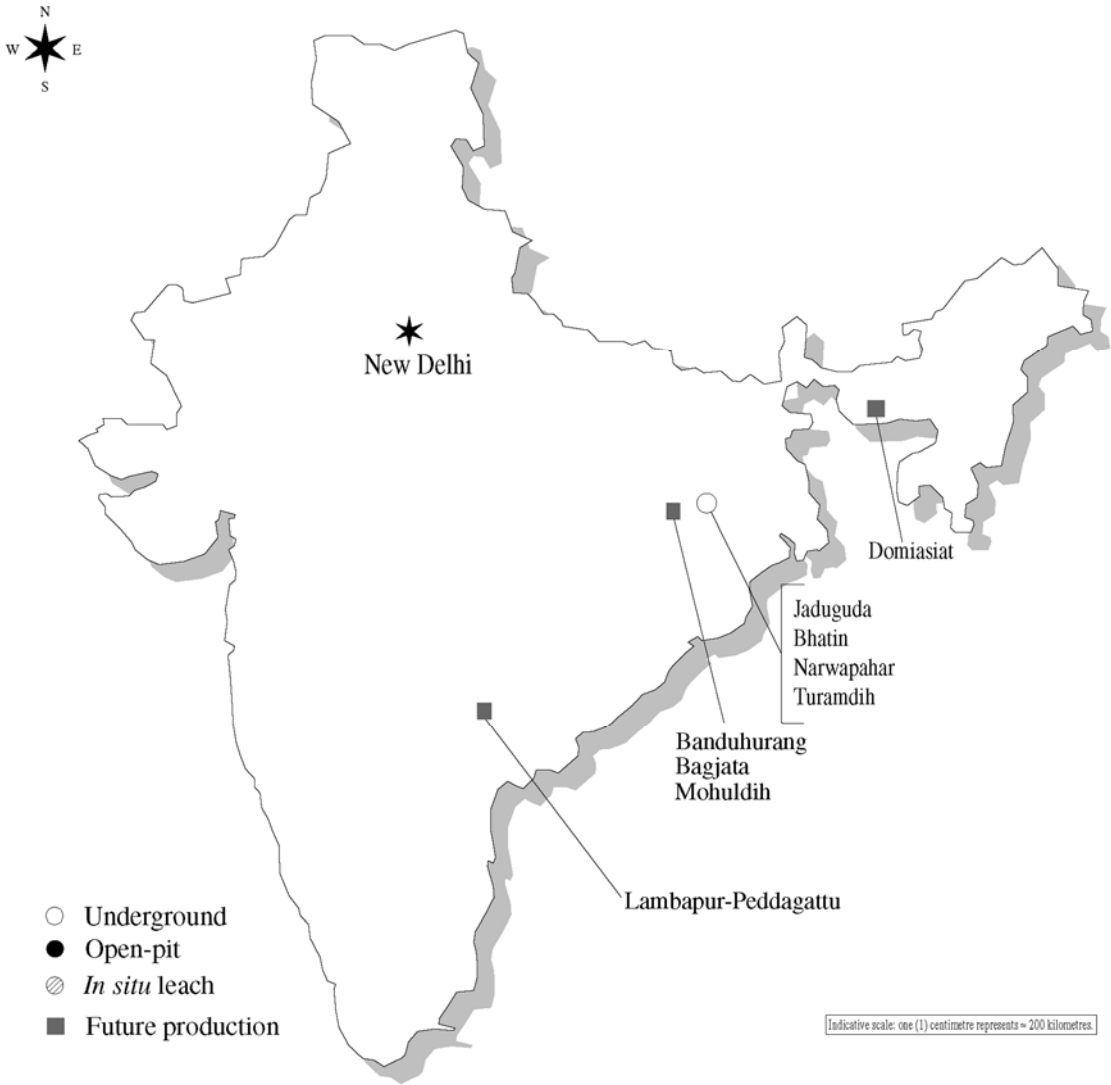 N
W E
S
New Delhi
Domiasiat
Jaduguda
Bhatin
Narwapahar
Turamdih
Banduhurang
Bagjata
Mohuldih
Lambapur-Peddagattu
Underground
Open-pit
In situ leach
Future production
Indicative scale: one (1) centimetre represents ≈ 200 kilometres.